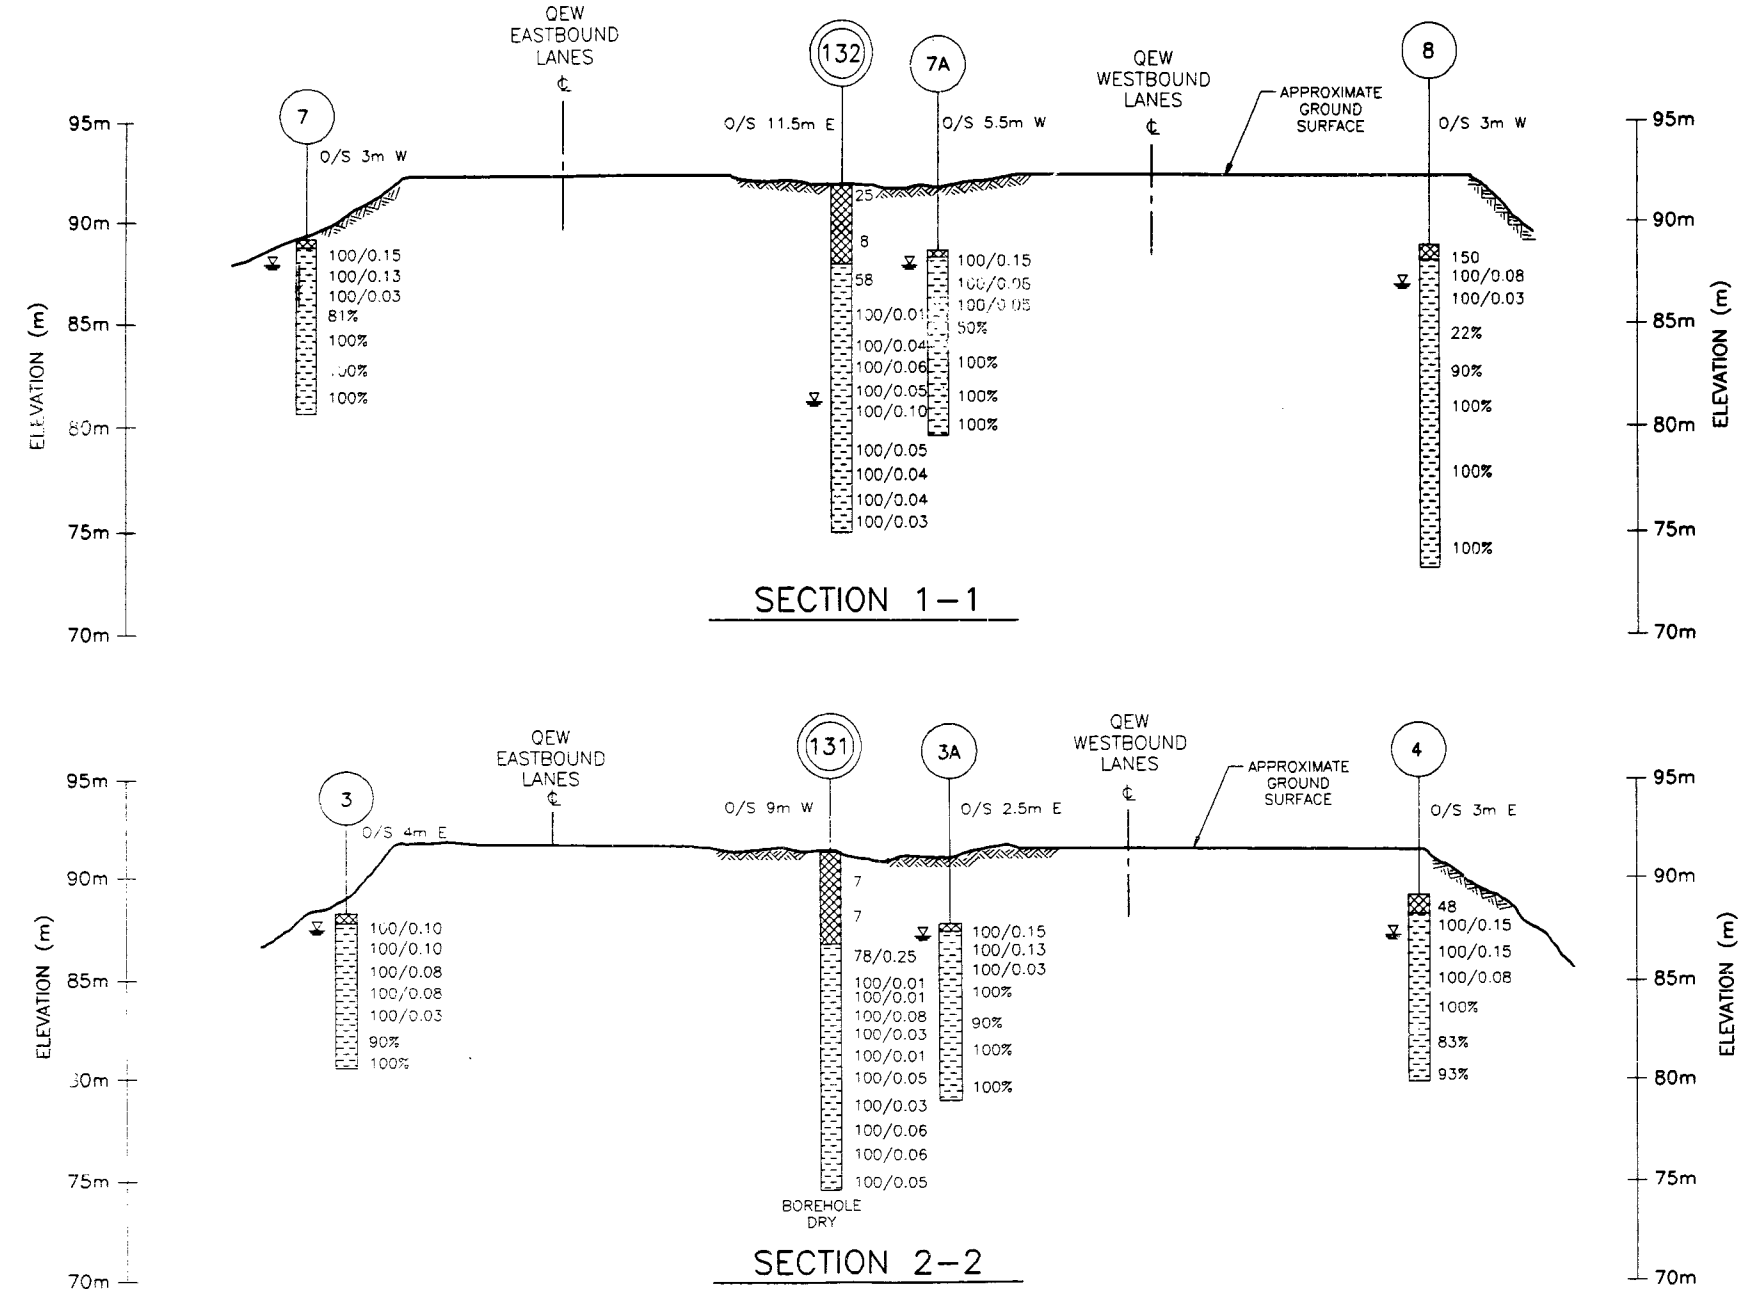 QEW
EASTBOUND
LANES
132
7A
8
QEW
WESTBOUND
LANES
7
APPROXIMATE
GROUND
SURFACE
95m
O/S 3m W
O/S 11.5m E
O/S 5.5m W
O/S 3m W
95m
90m
90m
85m
85m
80m
80m
75m
75m
70m
70m
ELEVATION (m)
ELEVATION (m)
100/0.15
100/0.13
100/0.03
81%
100%
100%
25
8
58
100/0.01
100/0.04
100/0.06
100/0.05
100/0.10
100/0.05
100/0.04
100/0.04
100/0.03
100/0.15
100/0.05
50%
100%
100%
100%
150
100/0.08
100/0.03
22%
90%
100%
100%
100%
SECTION 1-1
QEW
EASTBOUND
LANES
131
3A
QEW
WESTBOUND
LANES
4
3
APPROXIMATE
GROUND
SURFACE
95m
O/S 4m E
O/S 9m W
O/S 2.5m E
O/S 3m E
95m
90m
90m
85m
85m
80m
75m
75m
70m
70m
ELEVATION (m)
ELEVATION (m)
100/0.10
100/0.10
100/0.08
100/0.08
100/0.03
90%
100%
7
7
78/0.25
100/0.01
100/0.01
100/0.08
100/0.03
100/0.01
100/0.05
100/0.03
100/0.06
100/0.06
100/0.05
BOREHOLE
DRY
100/0.15
100/0.13
100/0.03
100%
90%
100%
100%
48
100/0.15
100/0.15
100/0.08
100%
83%
93%
SECTION 2-2